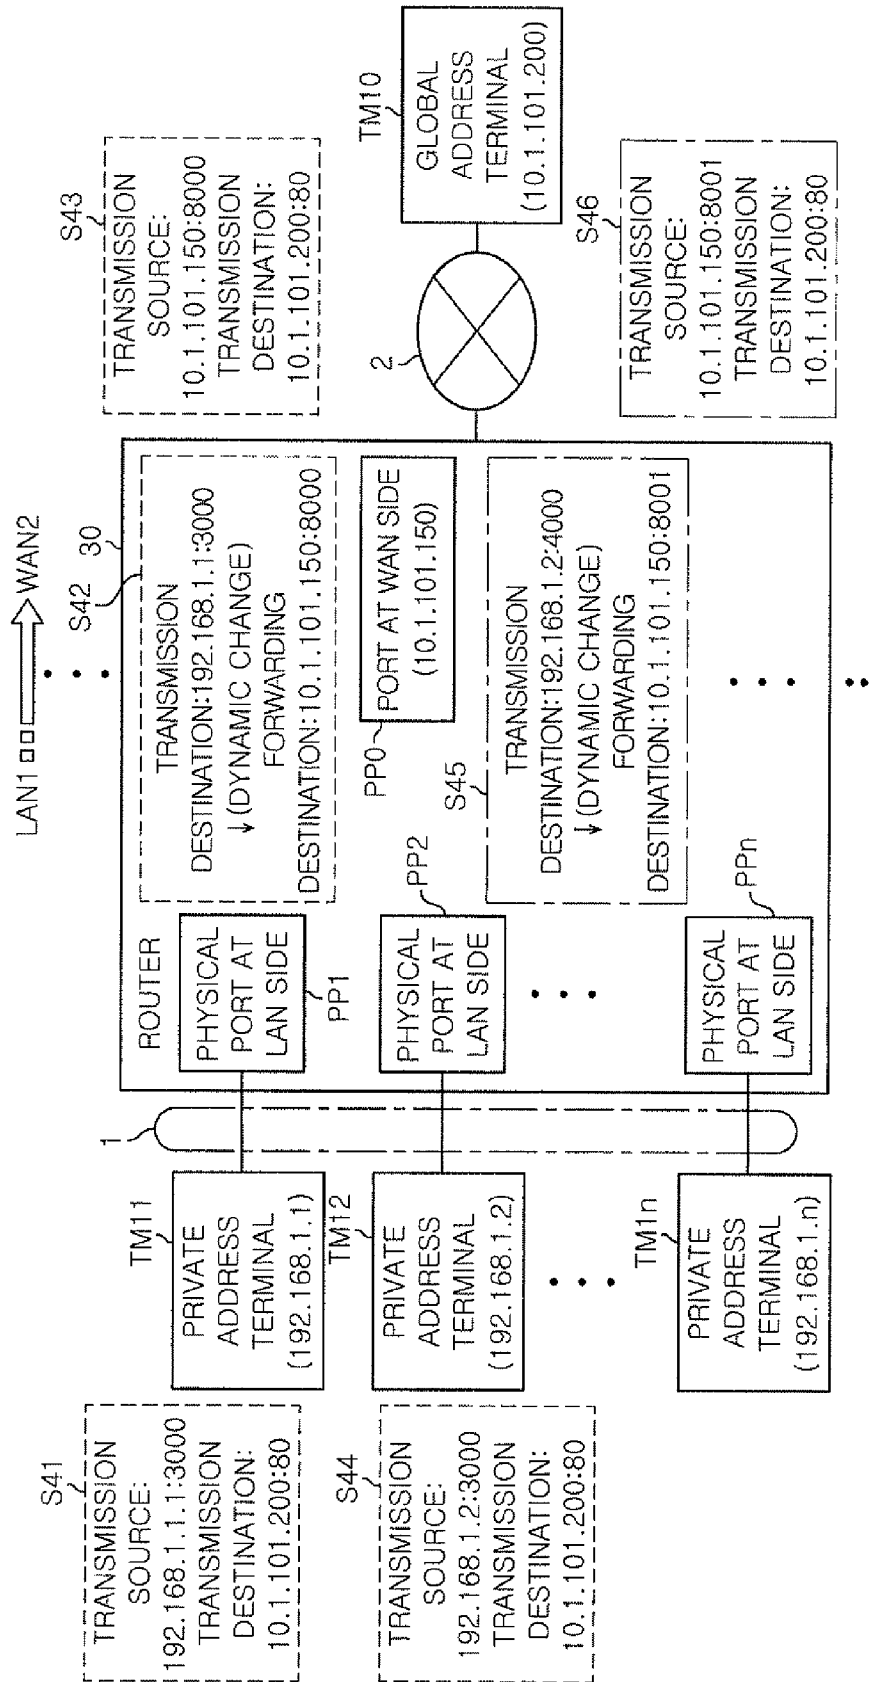 LAN1
WAN2
S41
TRANSMISSION
SOURCE:
192.168.1.1.1:3000
TRANSMISSION
DESTINATION:
10.1.101.200:80
TM11
PRIVATE
ADDRESS
TERMINAL
(192.168.1.1)
1
ROUTER
30
PHYSICAL
PORT AT
LAN SIDE
PP1
S42
TRANSMISSION
DESTINATION:192.168.1.1:3000
↓(DYNAMIC CHANGE)
FORWARDING
DESTINATION:10.1.101.150:8000
S43
TRANSMISSION
SOURCE:
10.1.101.150:8000
TRANSMISSION
DESTINATION:
10.1.101.200:80
S44
TRANSMISSION
SOURCE:
192.168.1.2:3000
TRANSMISSION
DESTINATION:
10.1.101.200:80
TM12
PRIVATE
ADDRESS
TERMINAL
(192.168.1.2)
PP2
PHYSICAL
PORT AT
LAN SIDE
PP0
PORT AT WAN SIDE
(10.1.101.150)
2
TM10
GLOBAL
ADDRESS
TERMINAL
(10.1.101.200)
S45
TRANSMISSION
DESTINATION:192.168.1.2:4000
↓(DYNAMIC CHANGE)
FORWARDING
DESTINATION:10.1.101.150:8001
S46
TRANSMISSION
SOURCE:
10.1.101.150:8001
TRANSMISSION
DESTINATION:
10.1.101.200:80
TM1n
PRIVATE
ADDRESS
TERMINAL
(192.168.1.n)
PPn
PHYSICAL
PORT AT
LAN SIDE